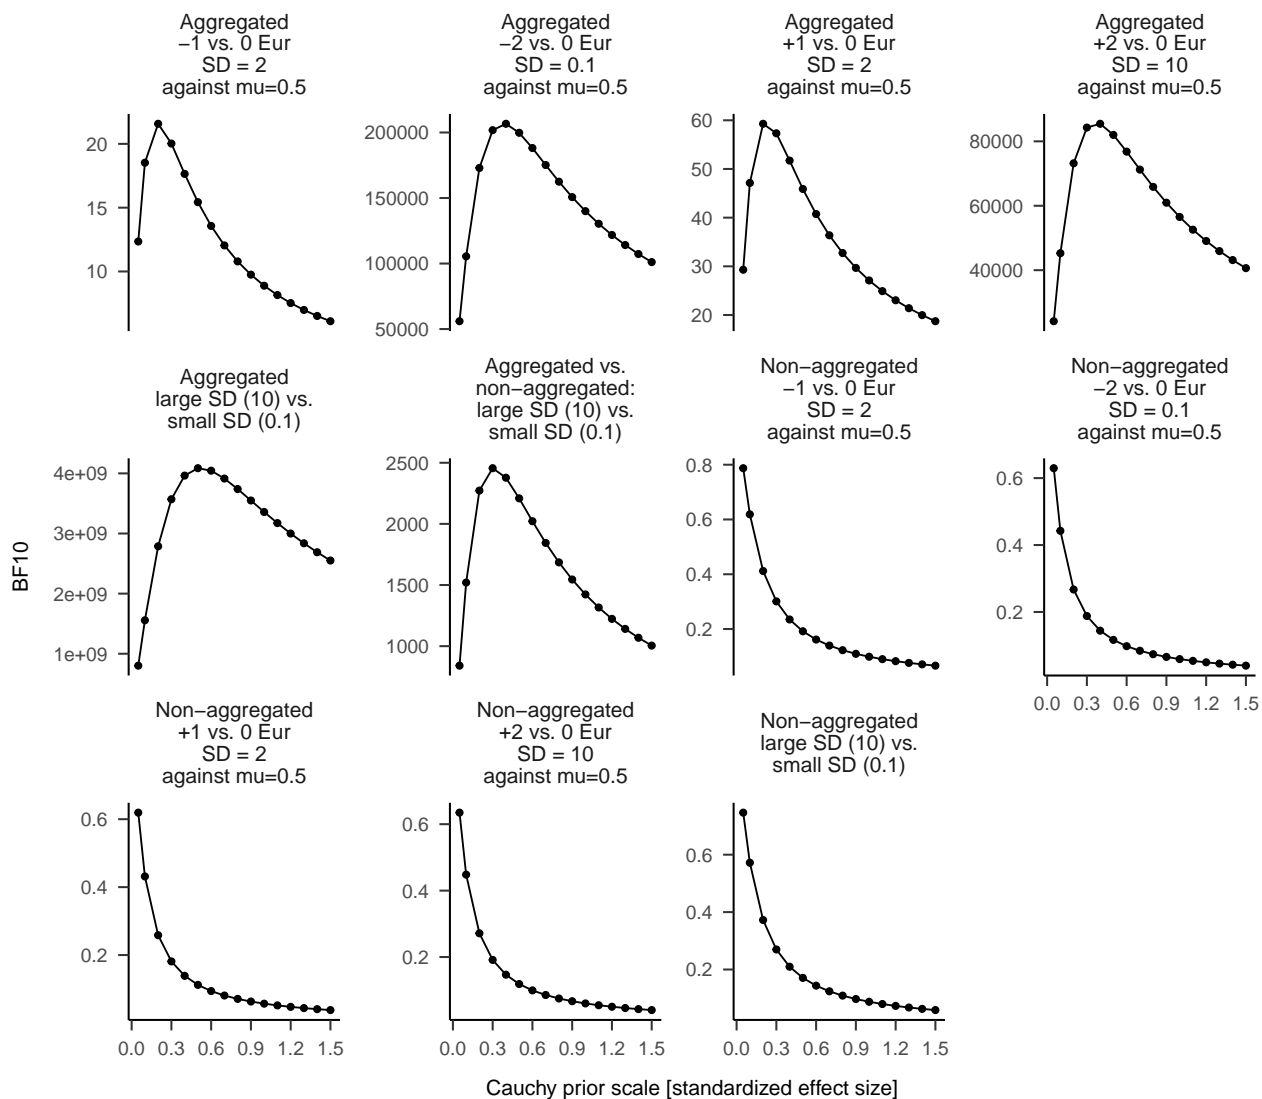 Aggregated
−1 vs. 0 Eur
SD = 2
against mu=0.5
Aggregated
−2 vs. 0 Eur
SD = 0.1
against mu=0.5
Aggregated
+1 vs. 0 Eur
SD = 2
against mu=0.5
Aggregated
+2 vs. 0 Eur
SD = 10
against mu=0.5
20
15
10
200000
150000
100000
50000
60
50
40
30
20
80000
60000
40000
Aggregated
large SD (10) vs.
small SD (0.1)
Aggregated vs.
non−aggregated:
large SD (10) vs.
small SD (0.1)
Non−aggregated
−1 vs. 0 Eur
SD = 2
against mu=0.5
Non−aggregated
−2 vs. 0 Eur
SD = 0.1
against mu=0.5
BF10
4e+09
3e+09
2e+09
1e+09
2500
2000
1500
1000
0.8
0.6
0.4
0.2
0.6
0.4
0.2
0.0 0.3 0.6 0.9 1.2 1.5
Non−aggregated
+1 vs. 0 Eur
SD = 2
against mu=0.5
Non−aggregated
+2 vs. 0 Eur
SD = 10
against mu=0.5
Non−aggregated
large SD (10) vs.
small SD (0.1)
0.6
0.4
0.2
0.0 0.3 0.6 0.9 1.2 1.5
0.6
0.4
0.2
0.0 0.3 0.6 0.9 1.2 1.5
0.6
0.4
0.2
0.0 0.3 0.6 0.9 1.2 1.5
Cauchy prior scale [standardized effect size]